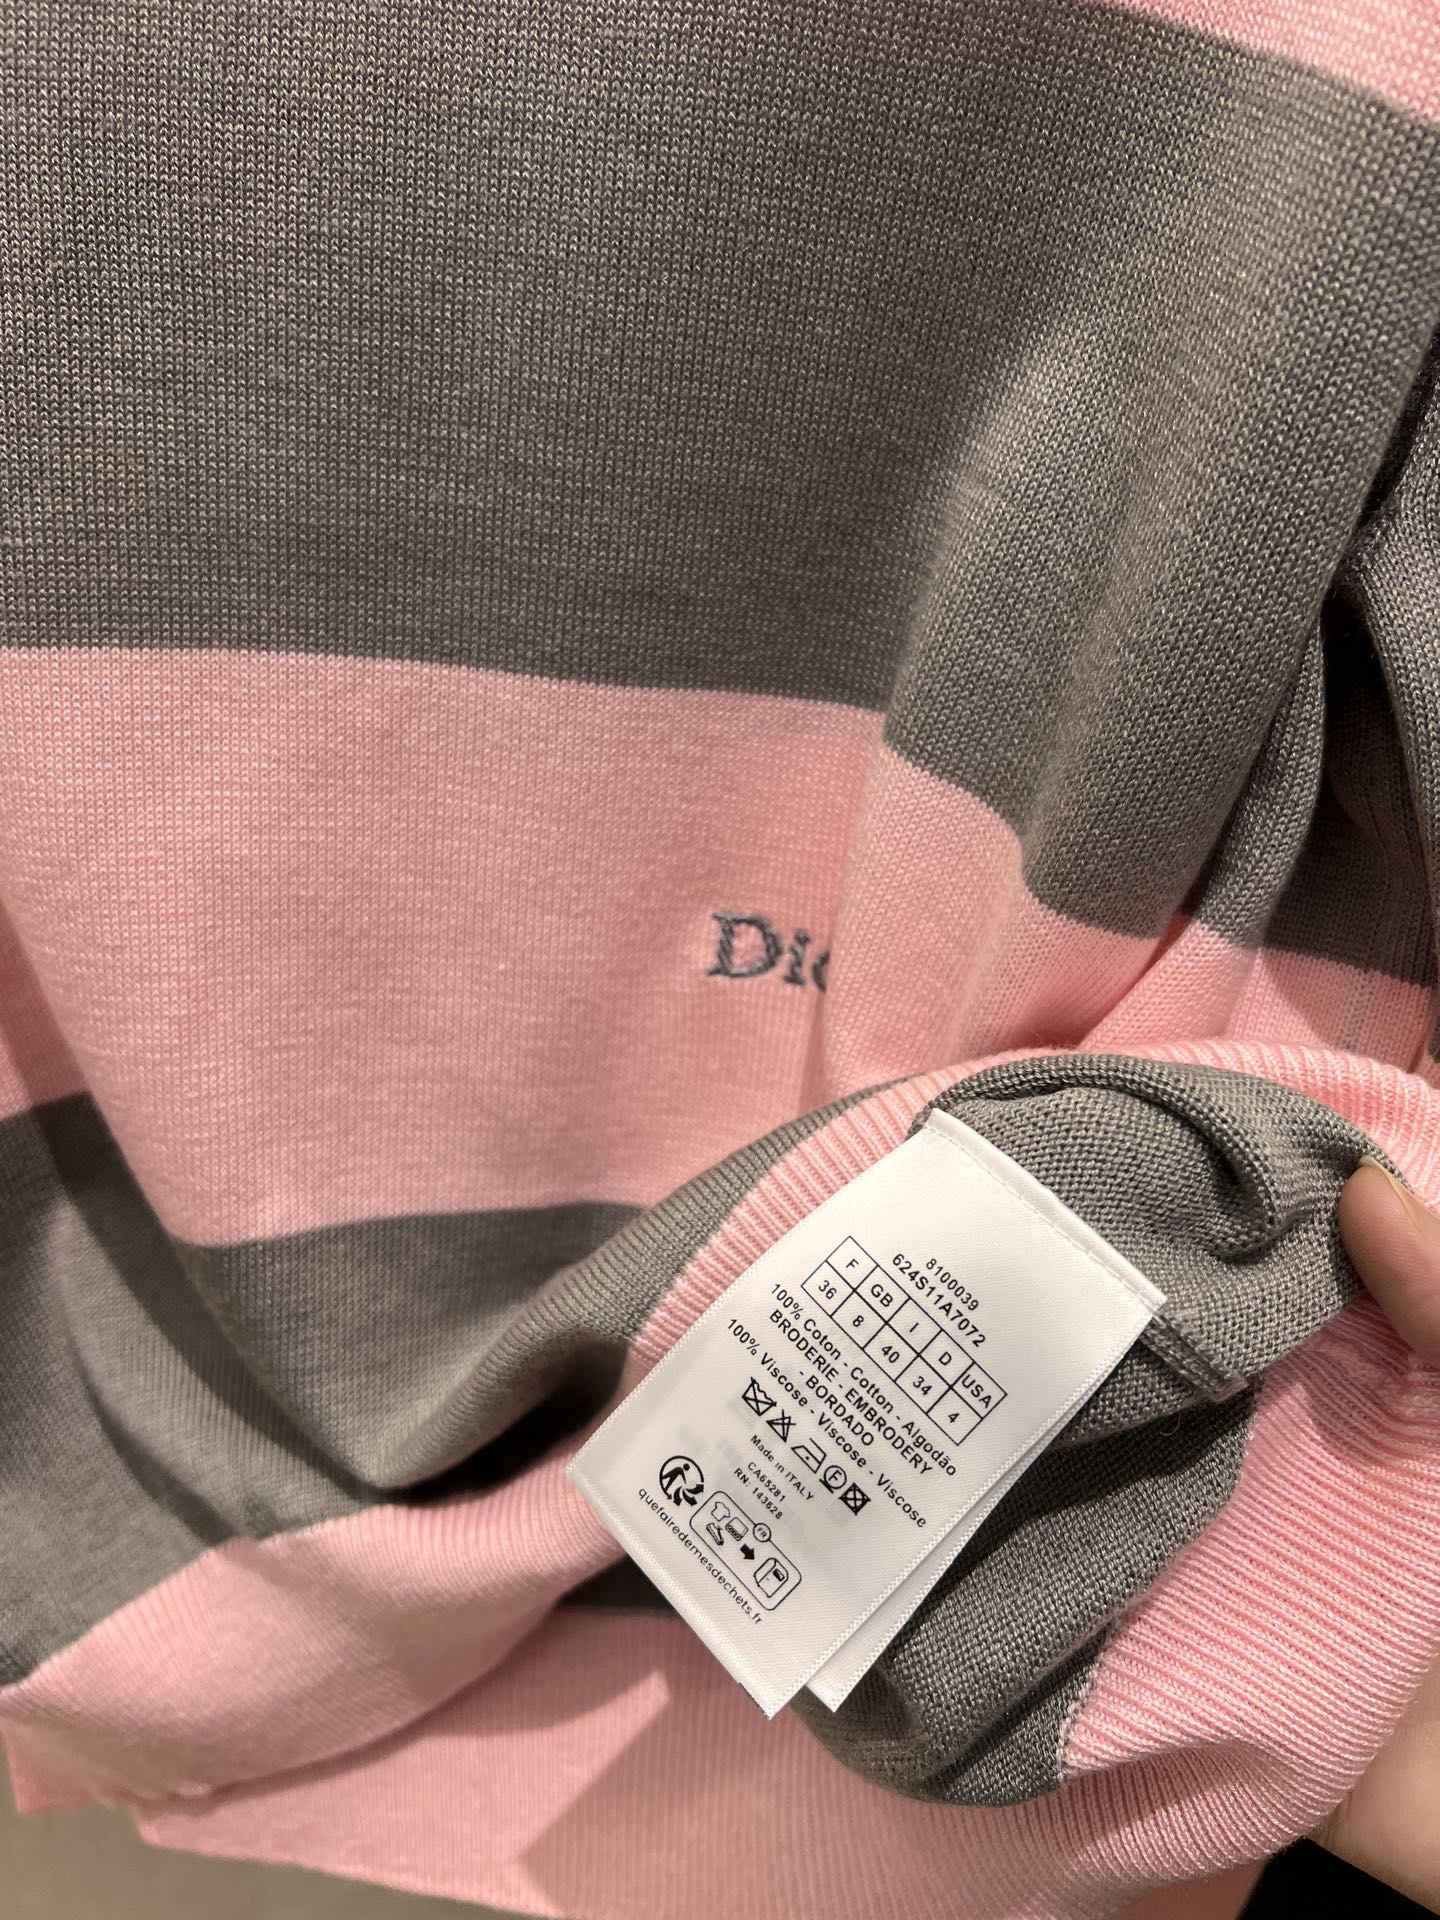 Dio
8100039
624S11A7072
F GB I D USA
36 8 40 34 4
100% Coton - Cotton - Algodão
BRODERIE - EMBRODERY
- BORDADO
100% Viscose - Viscose - Viscose
F
Made in ITALY
CA65281
RN: 143628
FR
quefairedemesdechets.fr